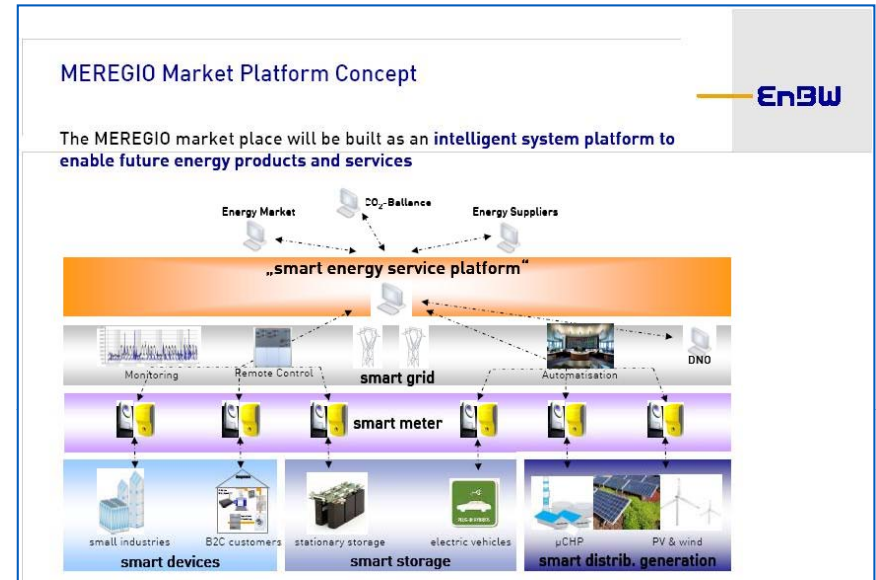 MEREGIO Market Platform Concept
EnBW
The MEREGIO market place will be built as an intelligent system platform to
enable future energy products and services
CO2-Ballance
Energy Market
Energy Suppliers
„smart energy service platform“
DNO
Monitoring
Remote Control
smart grid
Automatisation
smart meter
small industries
B2C customers
stationary storage
electric vehicles
µCHP
PV & wind
smart devices
smart storage
smart distrib. generation